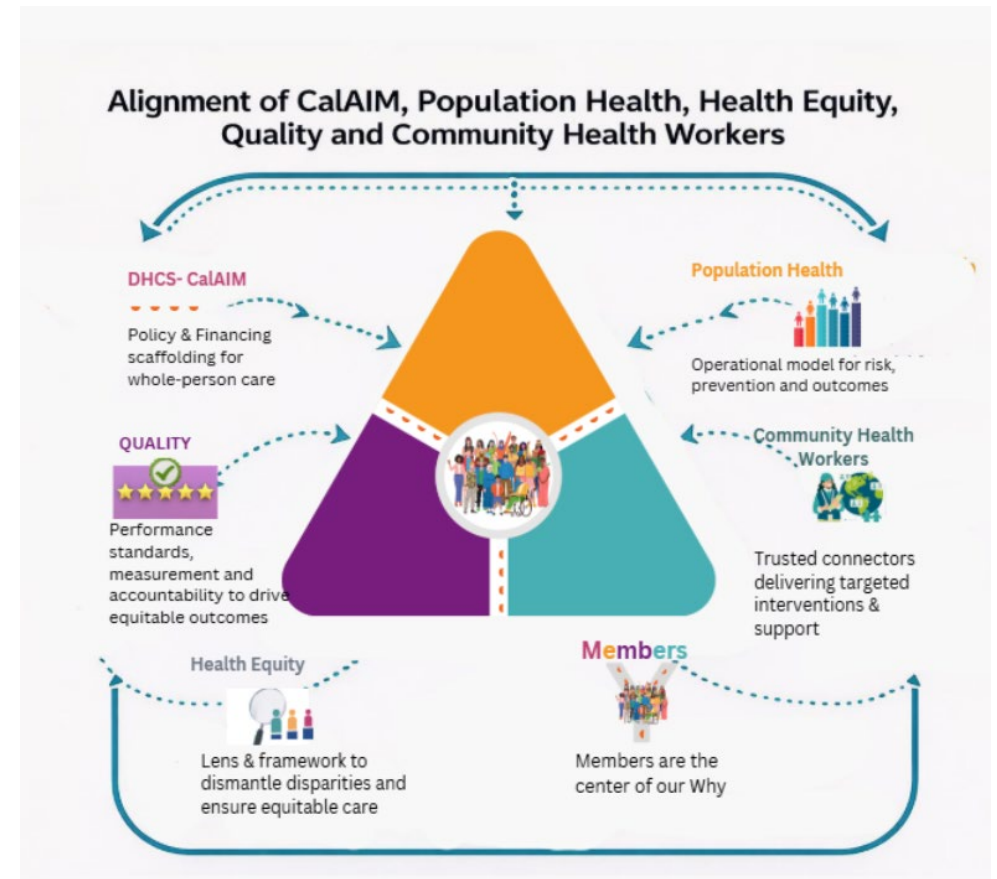 Alignment of CalAIM, Population Health, Health Equity,
Quality and Community Health Workers
DHCS- CalAIM
Policy & Financing
scaffolding for
whole-person care
Population Health
Operational model for risk,
prevention and outcomes
QUALITY
Performance
standards,
measurement and
accountability to drive
equitable outcomes
Community Health
Workers
Trusted connectors
delivering targeted
interventions &
support
Health Equity
Lens & framework to
dismantle disparities and
ensure equitable care
Members
Members are the
center of our Why